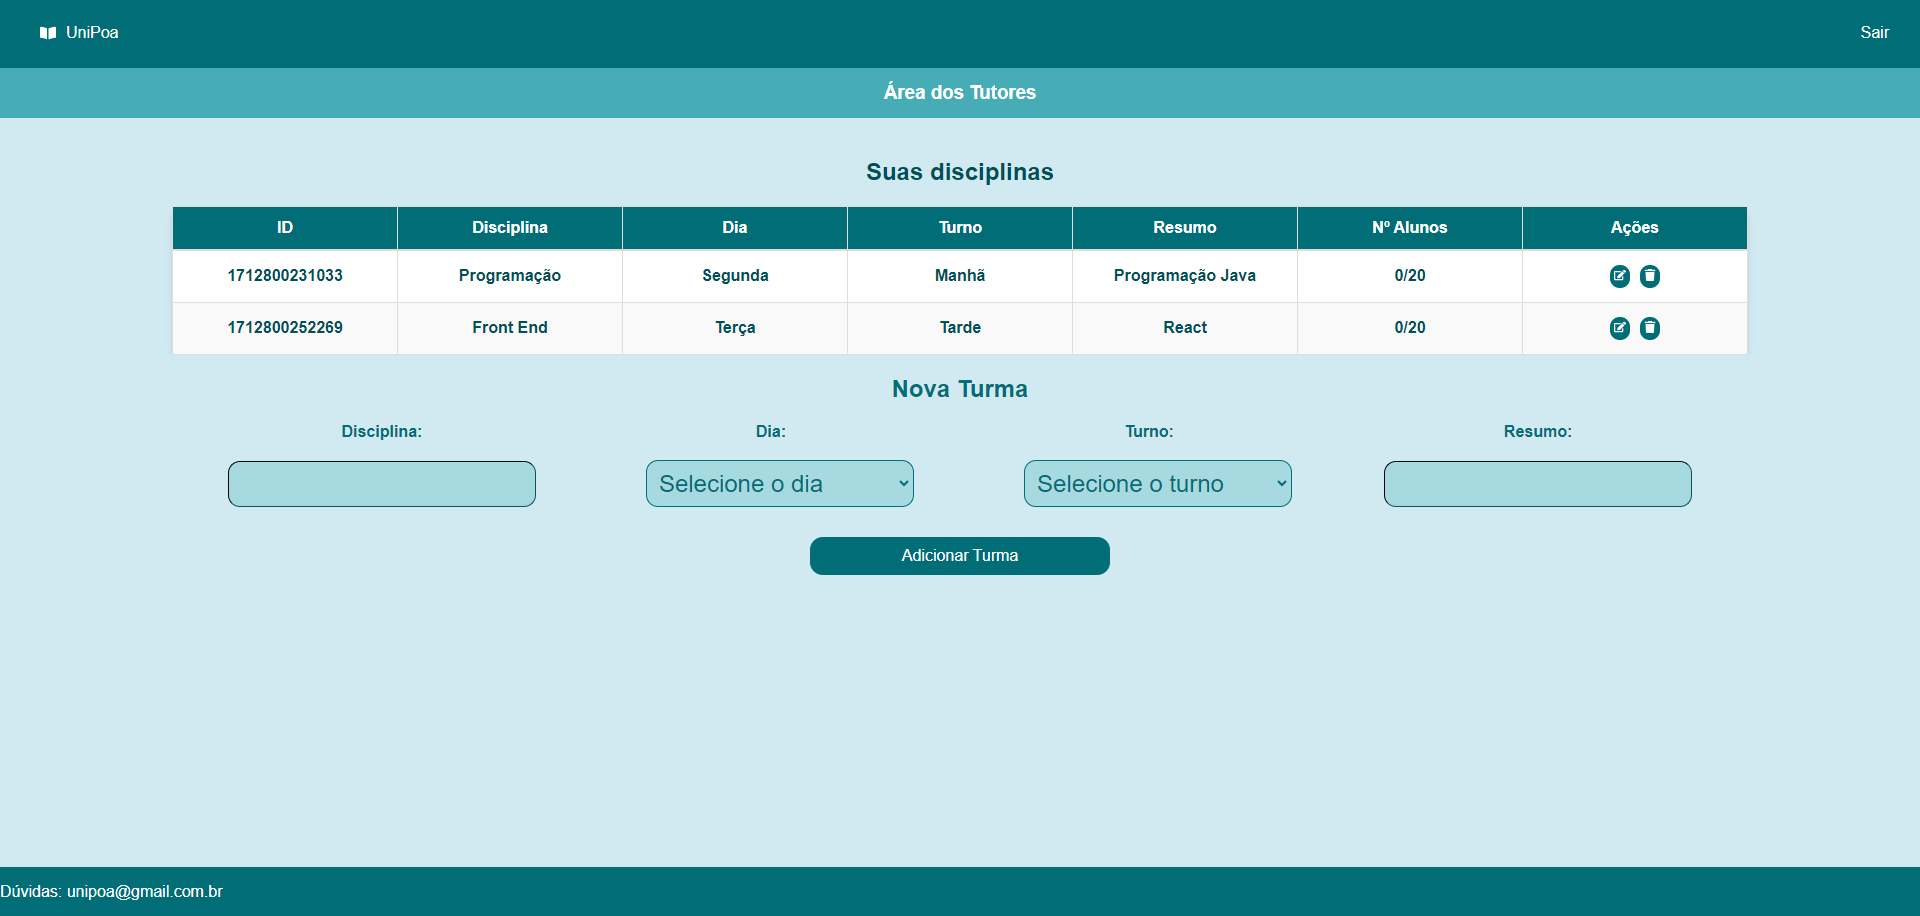 UniPoa Sair
Área dos Tutores
Suas disciplinas
ID Disciplina Dia Turno Resumo Nº Alunos Ações
1712800231033 Programação Segunda Manhã Programação Java 0/20
1712800252269 Front End Terça Tarde React 0/20
Nova Turma
Disciplina: Dia: Turno: Resumo:
Selecione o dia Selecione o turno
Adicionar Turma
Dúvidas: unipoa@gmail.com.br